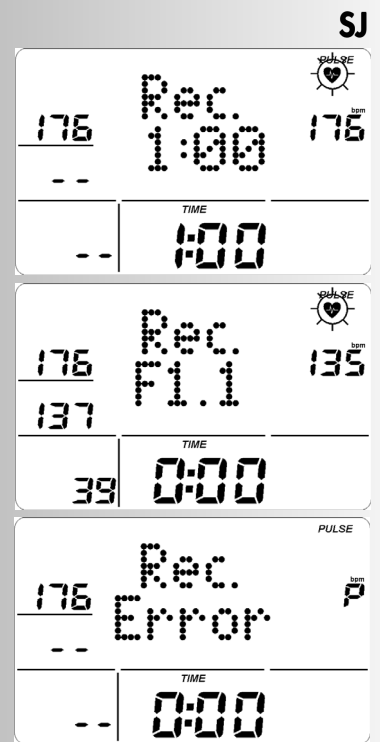 SJ
PULSE
Rec.
176 bpm 176
1:00
- -
TIME
- - 1:00
PULSE
Rec.
176 bpm 135
F1.1
137
TIME
39 0:00
PULSE
Rec.
176 bpm P
Error
- -
TIME
- - 0:00